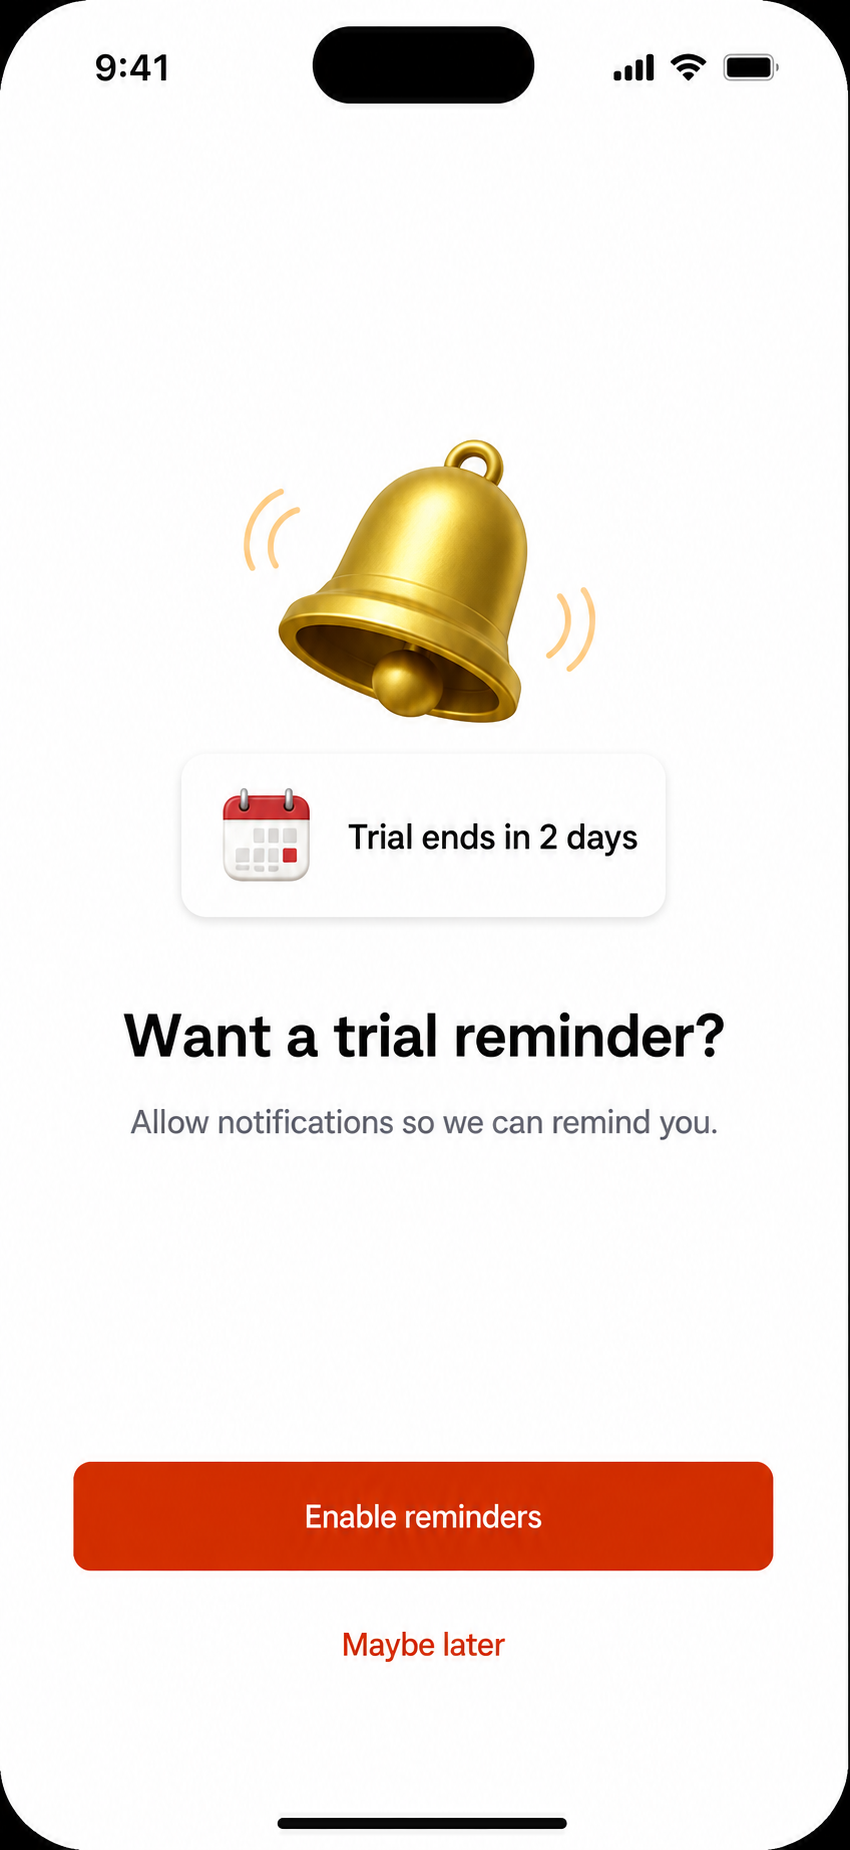 9:41
Trial ends in 2 days
Want a trial reminder?
Allow notifications so we can remind you.
Enable reminders
Maybe later